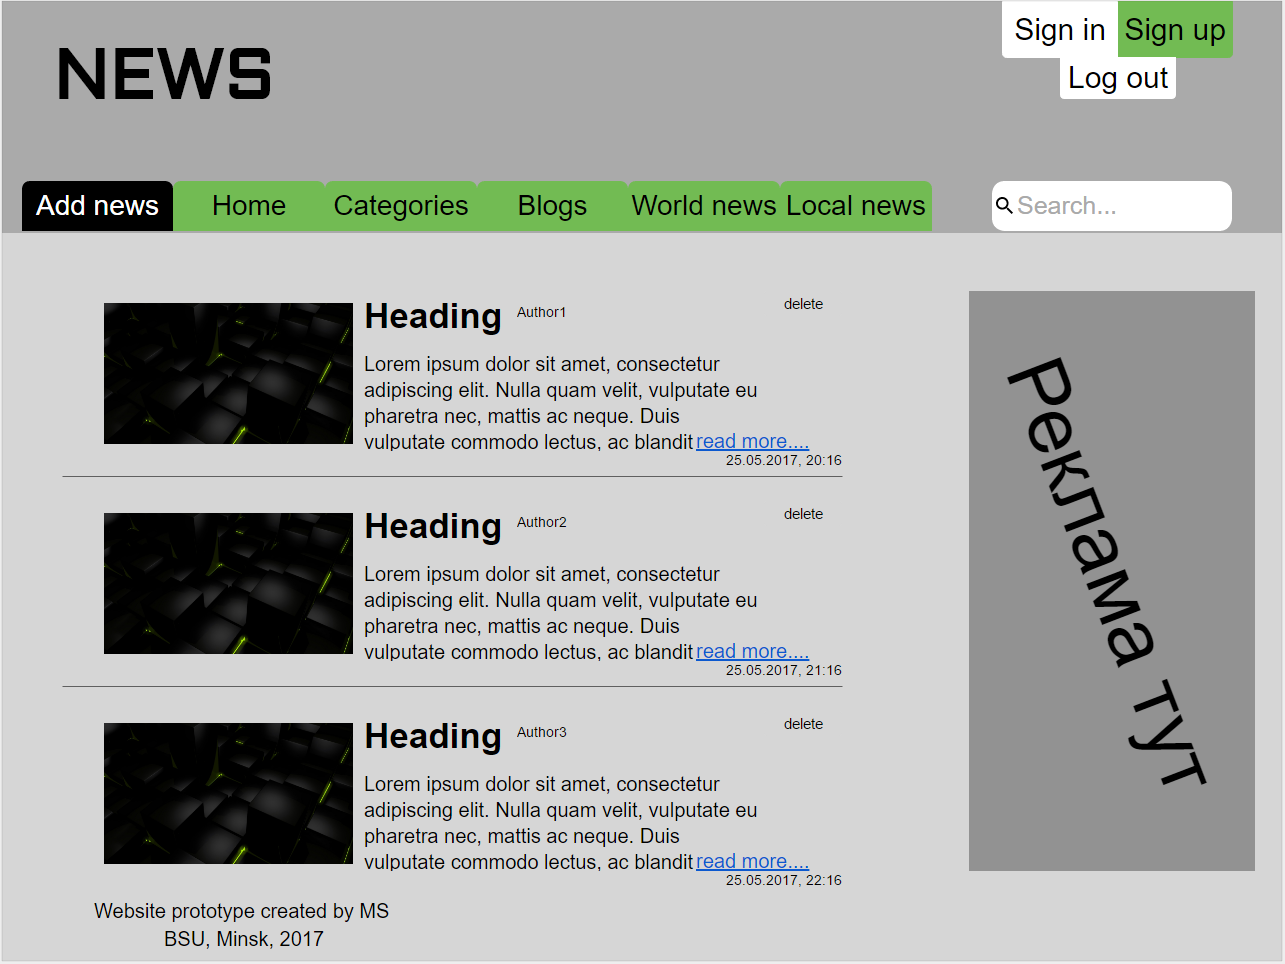 NEWS
Sign in
Sign up
Log out
Add news
Home
Categories
Blogs
World news
Local news
Search...
Heading
Author1
delete
Lorem ipsum dolor sit amet, consectetur
adipiscing elit. Nulla quam velit, vulputate eu
pharetra nec, mattis ac neque. Duis
vulputate commodo lectus, ac blandit read more....
25.05.2017, 20:16
Heading
Author2
delete
Lorem ipsum dolor sit amet, consectetur
adipiscing elit. Nulla quam velit, vulputate eu
pharetra nec, mattis ac neque. Duis
vulputate commodo lectus, ac blandit read more....
25.05.2017, 21:16
Heading
Author3
delete
Lorem ipsum dolor sit amet, consectetur
adipiscing elit. Nulla quam velit, vulputate eu
pharetra nec, mattis ac neque. Duis
vulputate commodo lectus, ac blandit read more....
25.05.2017, 22:16
Реклама тут
Website prototype created by MS
BSU, Minsk, 2017